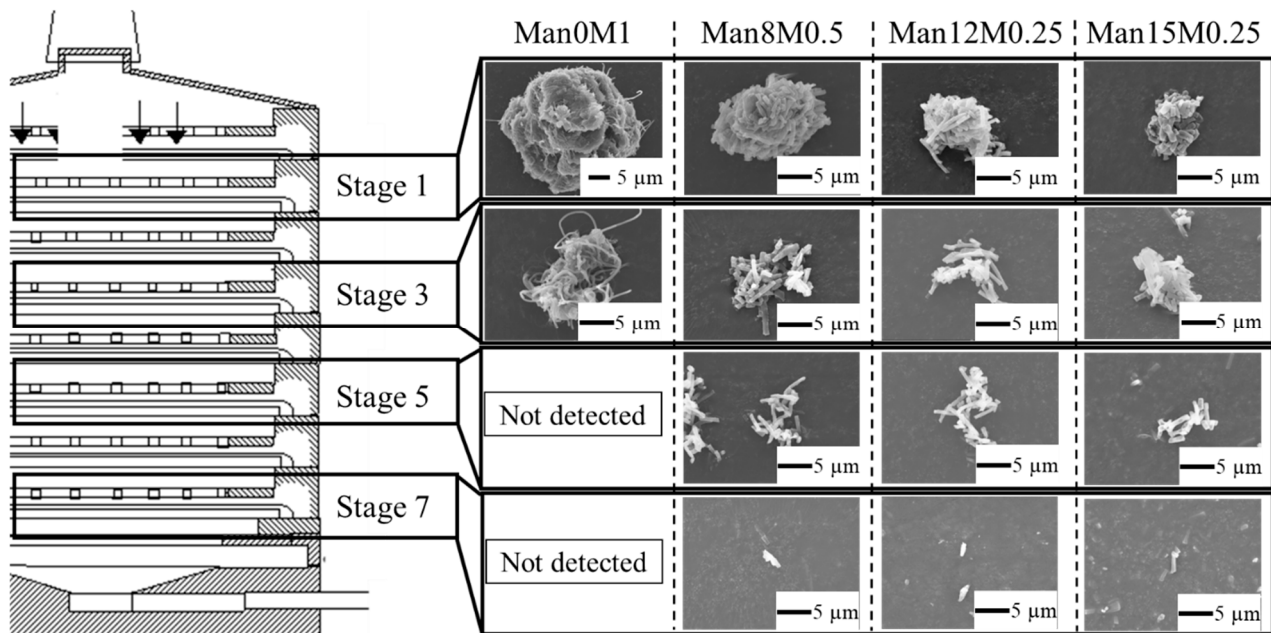 Man0M1 Man8M0.5 Man12M0.25 Man15M0.25
Stage 1
5 µm 5 µm 5 µm 5 µm
Stage 3
5 µm 5 µm 5 µm 5 µm
Stage 5
Not detected
5 µm 5 µm 5 µm
Stage 7
Not detected
5 µm 5 µm 5 µm